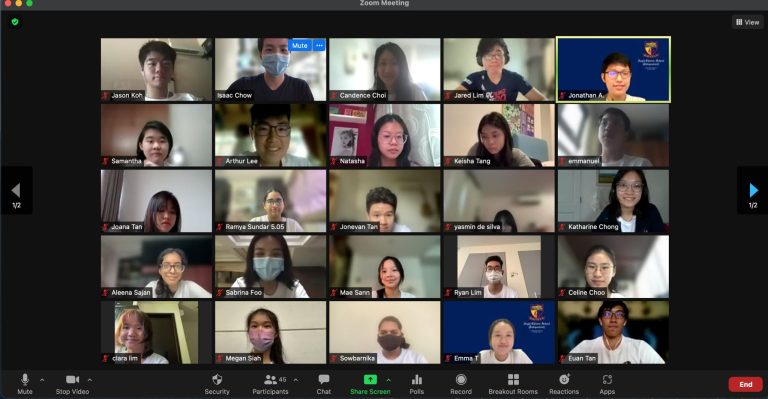 Zoom Meeting
View
Jason Koh
Isaac Chow
Mute
Candence Choi
Jared Lim
Jonathan A.
Samantha
Arthur Lee
Natasha
Keisha Tang
emmanuel
1/2
1/2
Joana Tan
Ramya Sundar 5.05
Jonevan Tan
yasmin de silva
Katharine Chong
Aleena Sajan
Sabrina Foo
Mae Sann
Ryan Lim
Celine Choo
clara lim
Megan Siah
Sowbarnika
Emma T
Euan Tan
Mute
Stop Video
Security
Participants
45
Chat
Share Screen
Polls
Record
Breakout Rooms
Reactions
Apps
End